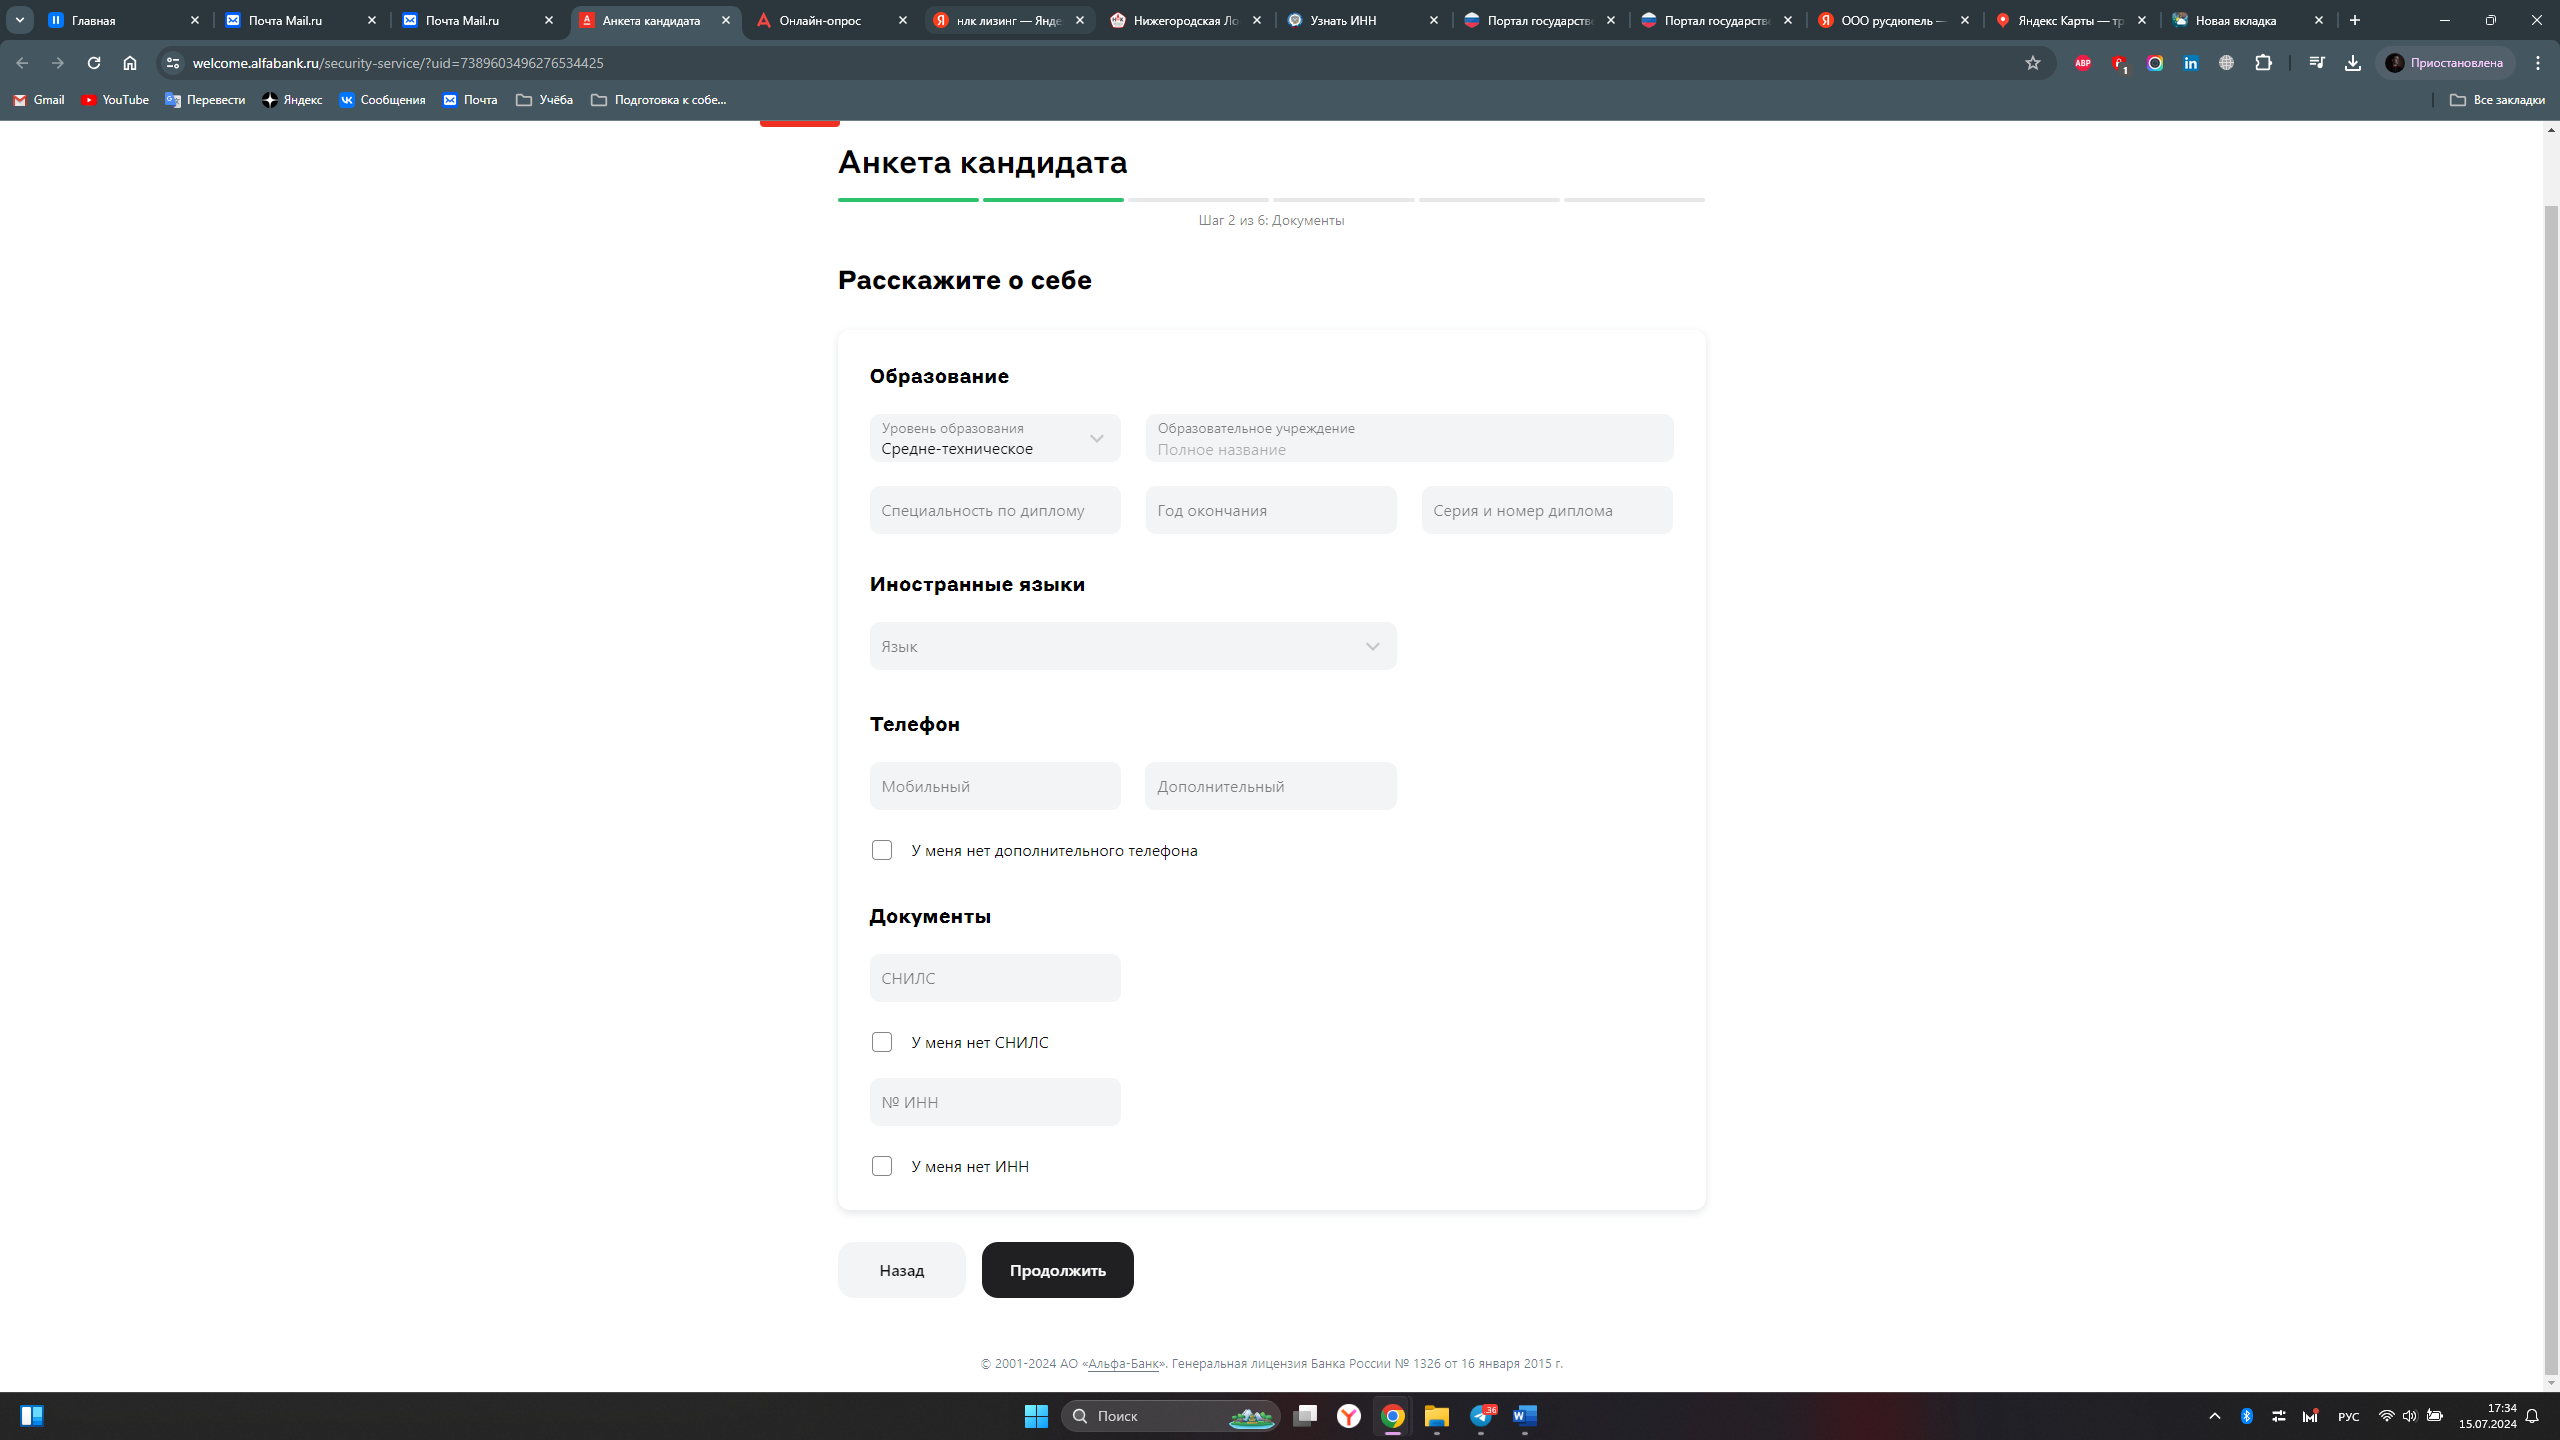 Главная
Почта Mail.ru
Почта Mail.ru
Анкета кандидата
Онлайн-опрос
нлк лизинг — Янде
Нижегородская Ло
Узнать ИНН
Портал государств
Портал государств
ООО русдюпель —
Яндекс Карты — тр
Новая вкладка
welcome.alfabank.ru/security-service/?uid=7389603496276534425
ABP
1
in
Приостановлена
Gmail
YouTube
Перевести
Яндекс
Сообщения
Почта
Учёба
Подготовка к собе...
Все закладки
Анкета кандидата
Шаг 2 из 6: Документы
Расскажите о себе
Образование
Уровень образования
Средне-техническое
Образовательное учреждение
Полное название
Специальность по диплому
Год окончания
Серия и номер диплома
Иностранные языки
Язык
Телефон
Мобильный
Дополнительный
У меня нет дополнительного телефона
Документы
СНИЛС
У меня нет СНИЛС
№ ИНН
У меня нет ИНН
Назад
Продолжить
© 2001-2024 АО «Альфа-Банк». Генеральная лицензия Банка России № 1326 от 16 января 2015 г.
Поиск
36
РУС
17:34
15.07.2024